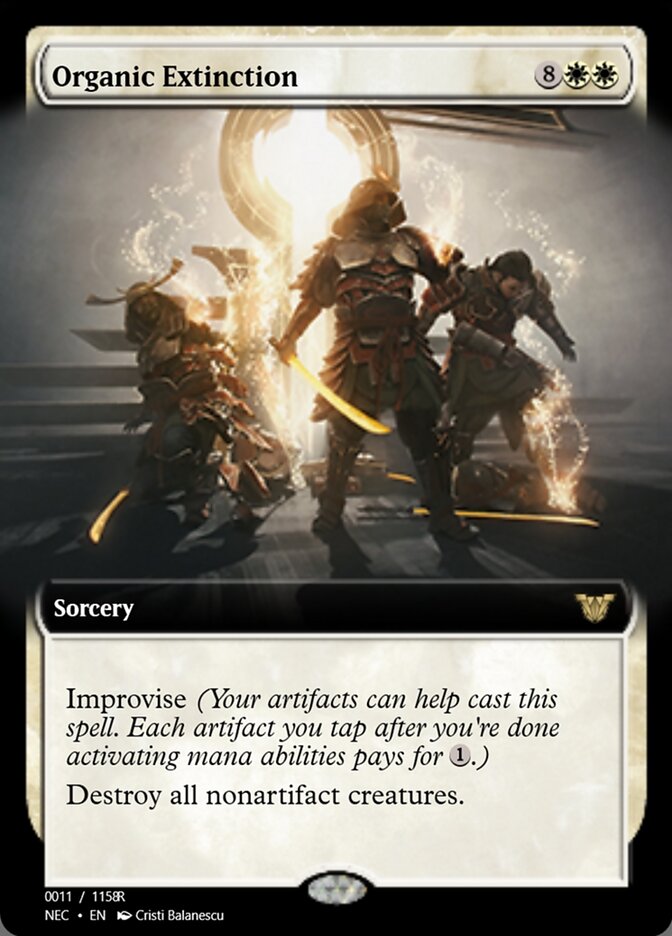 Organic Extinction 8
Sorcery
Improvise (Your artifacts can help cast this
spell. Each artifact you tap after you're done
activating mana abilities pays for 1.)
Destroy all nonartifact creatures.
0011 / 1158R
NEC • EN Cristi Balanescu